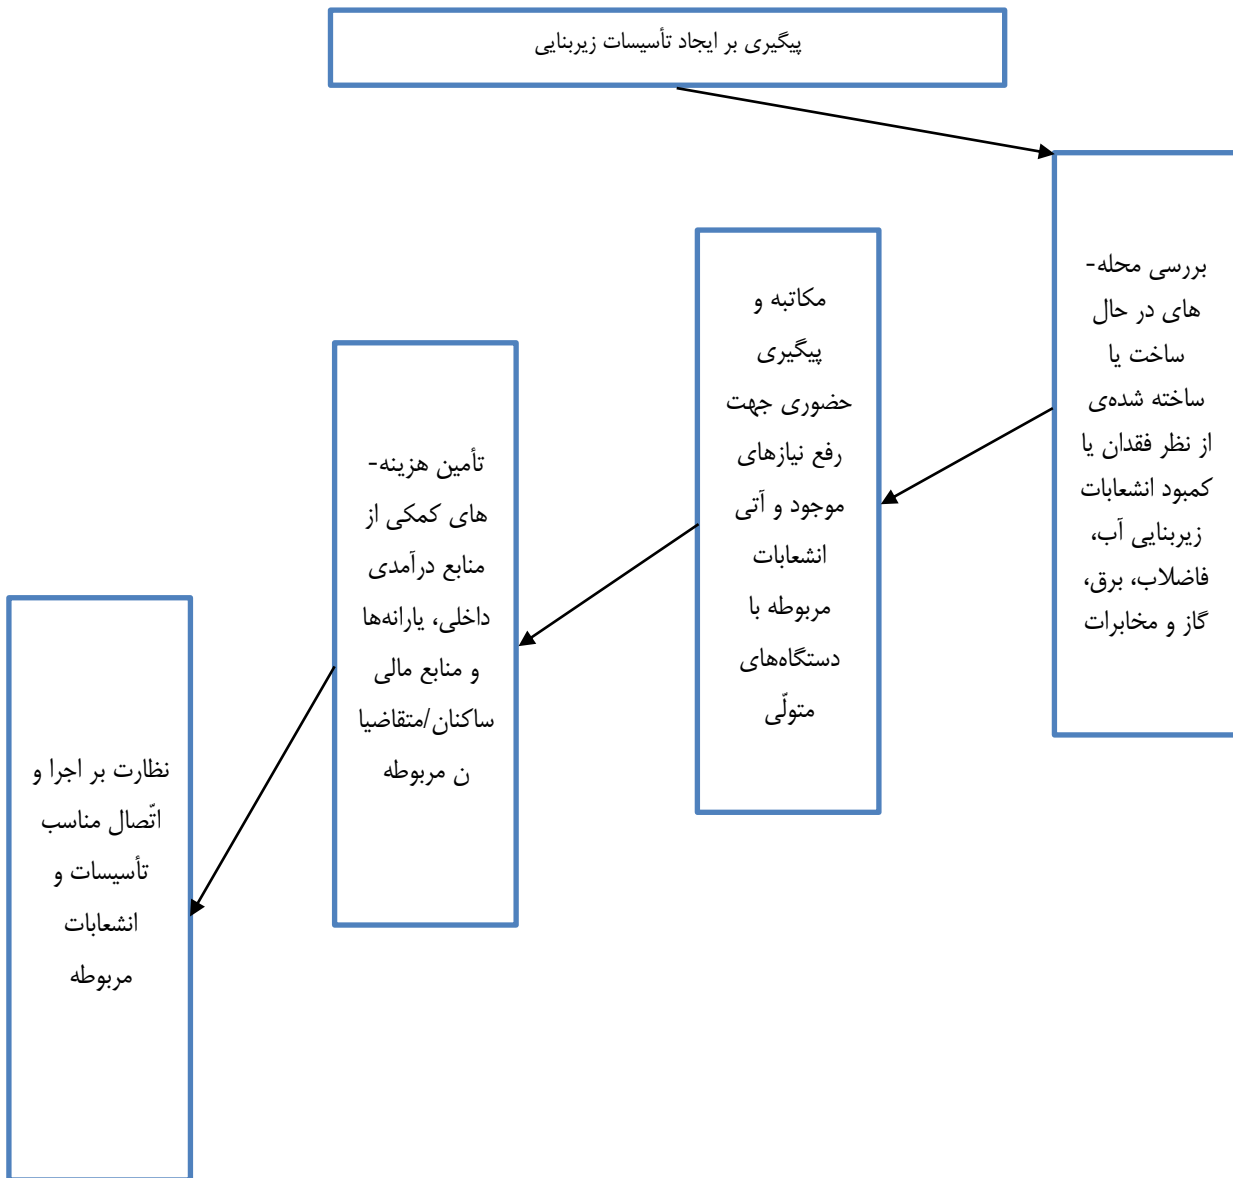 پیگیری بر ایجاد تأسیسات زیربنایی
بررسی محله-
های در حال
ساخت یا
ساخته شده‌ی
از نظر فقدان یا
کمبود انشعابات
زیربنایی آب،
فاضلاب، برق،
گاز و مخابرات
مکاتبه و
پیگیری
حضوری جهت
رفع نیازهای
موجود و آتی
انشعابات
مربوطه با
دستگاه‌های
متولّی
تأمین هزینه-
های کمکی از
منابع درآمدی
داخلی، یارانه‌ها
و منابع مالی
ساکنان/متقاضیا
ن مربوطه
نظارت بر اجرا و
اتّصال مناسب
تأسیسات و
انشعابات
مربوطه